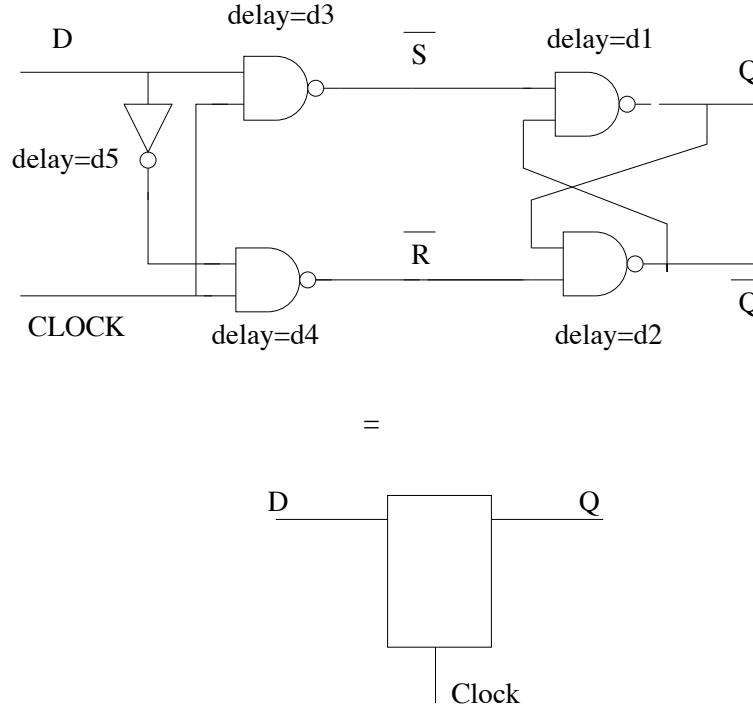 delay=d3
D
S
delay=d1
Q
delay=d5
R
Q
CLOCK
delay=d4
delay=d2
=
D
Q
Clock